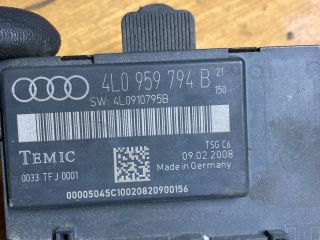 4L0 959 794 B 21
150
SW: 4L0910795B
TSG C6
TEMIC
09.02.2008
0033 TFJ 0001
Made in Germany
00005045C10020820900156